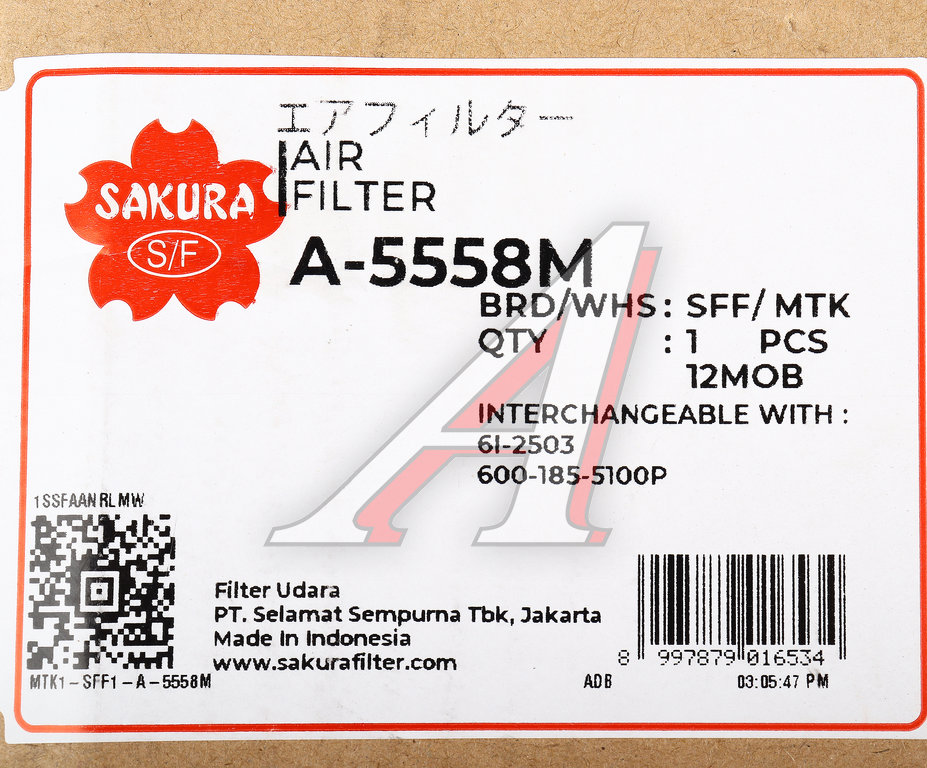 エアフィルター
AIR
FILTER
SAKURA
S/F
A-5558M
BRD/WHS: SFF/ MTK
QTY : 1 PCS
12MOB
INTERCHANGEABLE WITH :
6I-2503
600-185-5100P
1SSFAANRLMW
Filter Udara
PT. Selamat Sempurna Tbk, Jakarta
Made In Indonesia
www.sakurafilter.com
MTK1-SFF1-A-5558M
8 997879 016534
ADB 03:05:47 PM